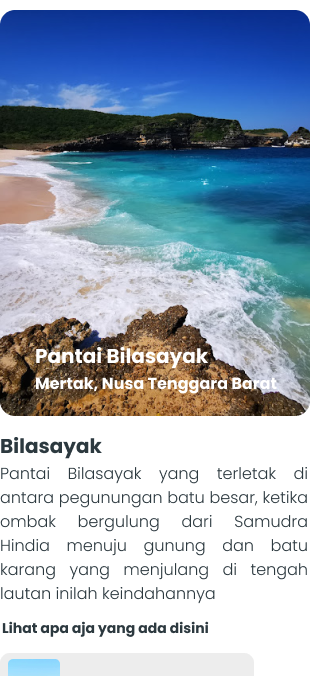 Pantai Bilasayak
Mertak, Nusa Tenggara Barat
Bilasayak
Pantai Bilasayak yang terletak di
antara pegunungan batu besar, ketika
ombak bergulung dari Samudra
Hindia menuju gunung dan batu
karang yang menjulang di tengah
lautan inilah keindahannya
Lihat apa aja yang ada disini